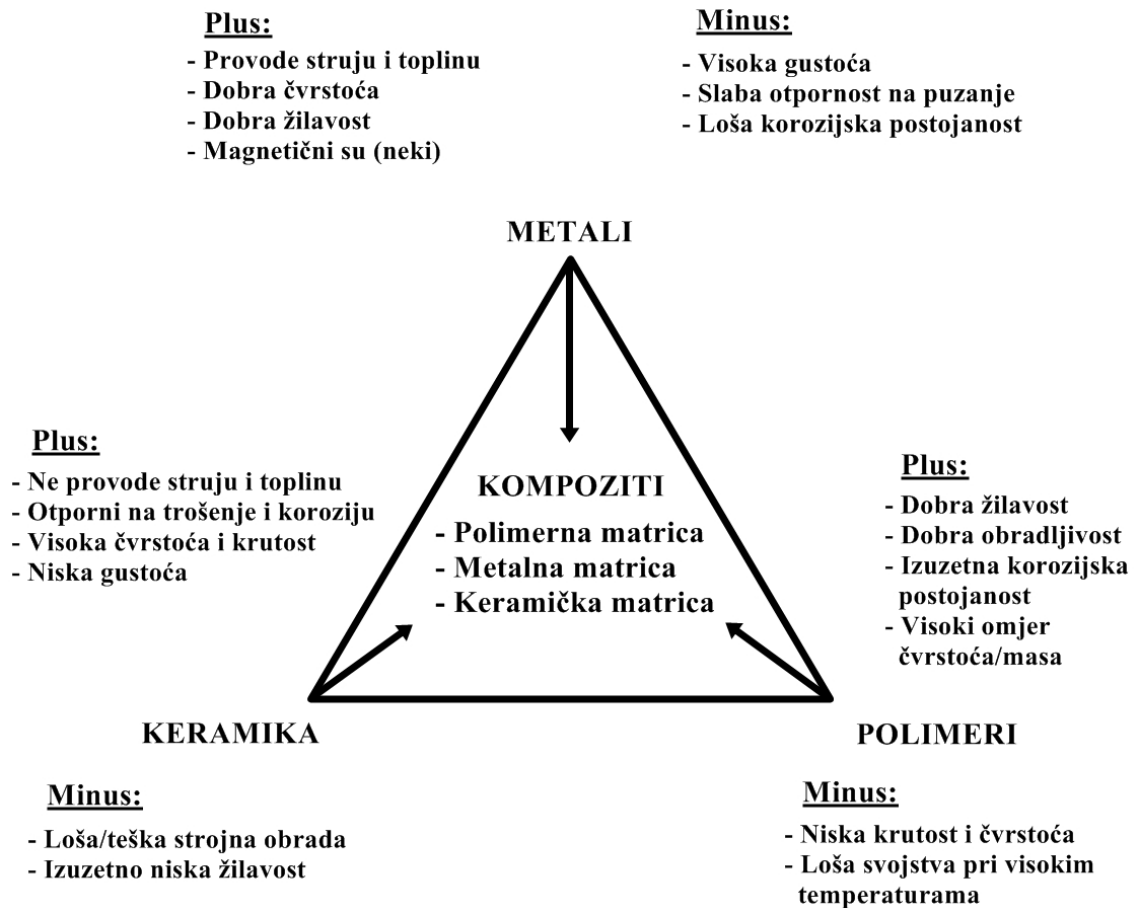 Plus:
- Provode struju i toplinu
- Dobra čvrstoća
- Dobra žilavost
- Magnetični su (neki)
Minus:
- Visoka gustoća
- Slaba otpornost na puzanje
- Loša korozijska postojanost
METALI
Plus:
- Ne provode struju i toplinu
- Otporni na trošenje i koroziju
- Visoka čvrstoća i krutost
- Niska gustoća
KOMPOZITI
- Polimerna matrica
- Metalna matrica
- Keramička matrica
Plus:
- Dobra žilavost
- Dobra obradljivost
- Izuzetna korozijska
postojanost
- Visoki omjer
čvrstoća/masa
KERAMIKA
POLIMERI
Minus:
- Loša/teška strojna obrada
- Izuzetno niska žilavost
Minus:
- Niska krutost i čvrstoća
- Loša svojstva pri visokim
temperaturama